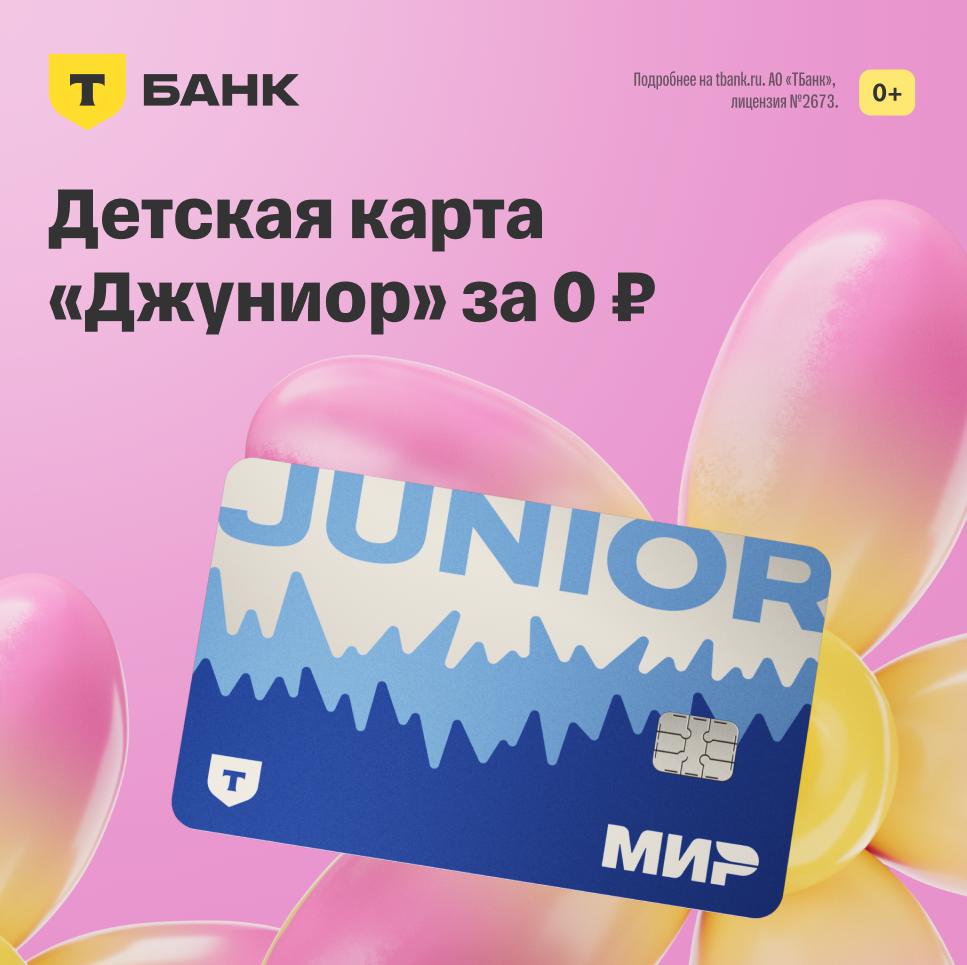 Т БАНК
Подробнее на tbank.ru. АО «ТБанк»,
лицензия №2673.
0+
Детская карта
«Джуниор» за 0 ₽
JUNIOR
Т
МИР